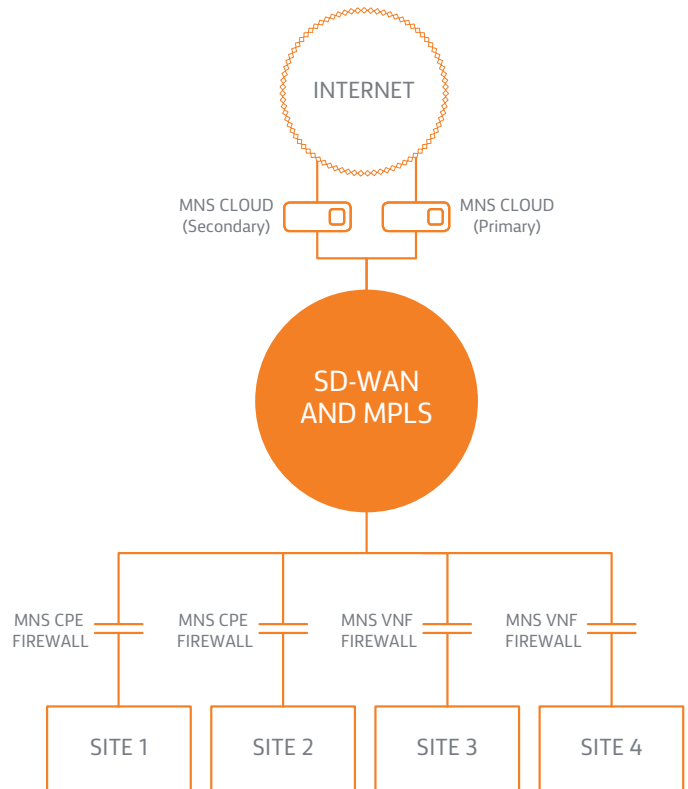 INTERNET
MNS CLOUD
(Secondary)
MNS CLOUD
(Primary)
SD-WAN
AND MPLS
MNS CPE
FIREWALL
MNS CPE
FIREWALL
MNS VNF
FIREWALL
MNS VNF
FIREWALL
SITE 1
SITE 2
SITE 3
SITE 4